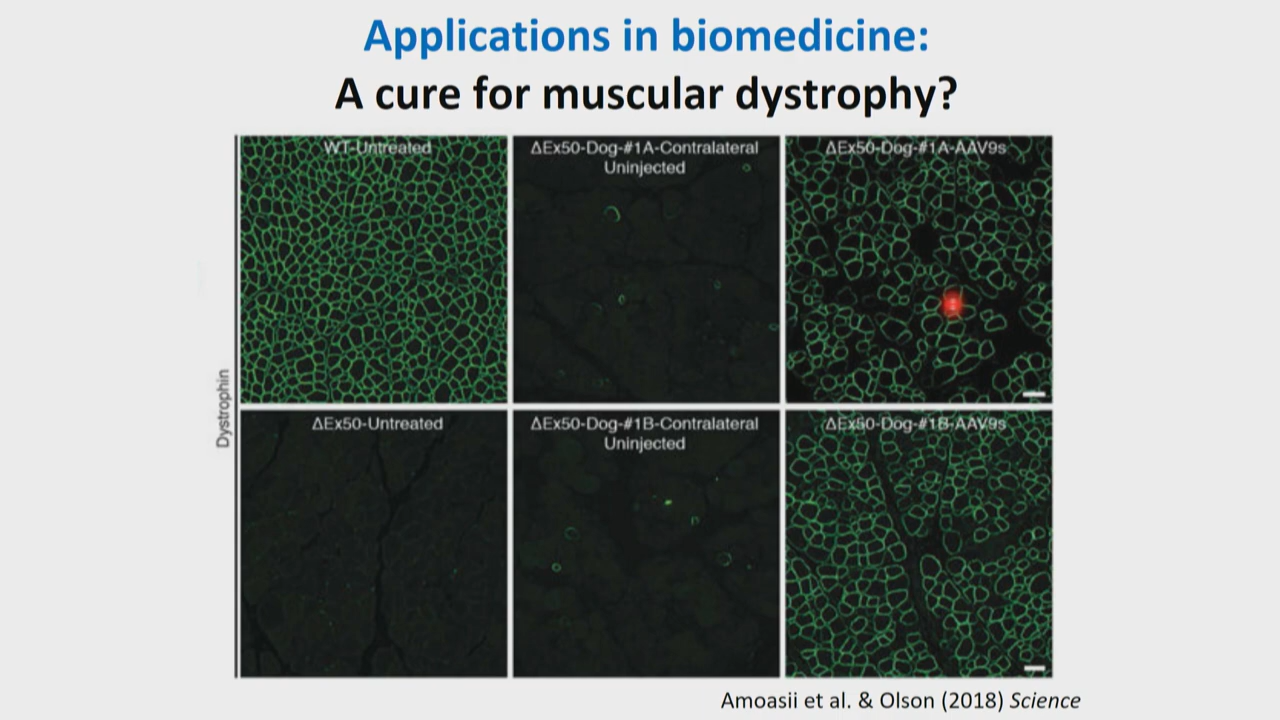 Applications in biomedicine:
A cure for muscular dystrophy?
WT-Untreated
ΔEx50-Dog-#1A-Contralateral
Uninjected
ΔEx50-Dog-#1A-AAV9s
Dystrophin
ΔEx50-Untreated
ΔEx50-Dog-#1B-Contralateral
Uninjected
ΔEx50-Dog-#1B-AAV9s
Amoasii et al. & Olson (2018) Science